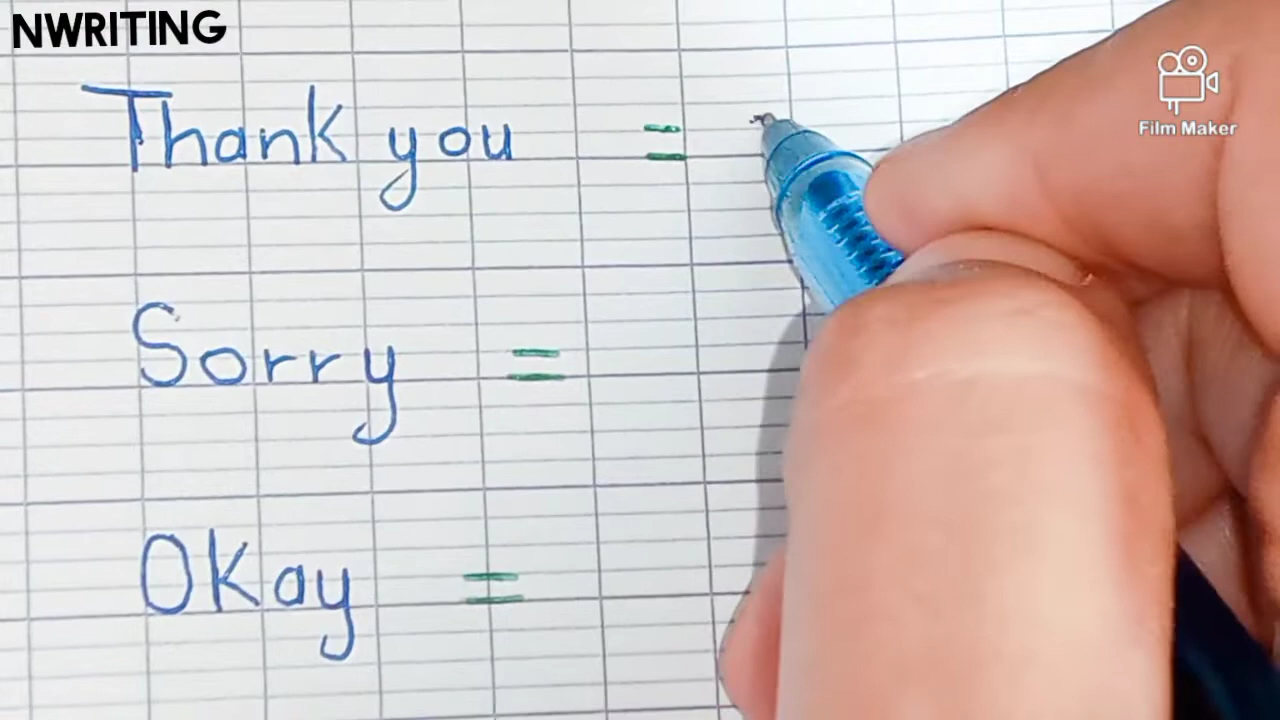 NWRITING
Thank you =
Film Maker
Sorry =
Okay =